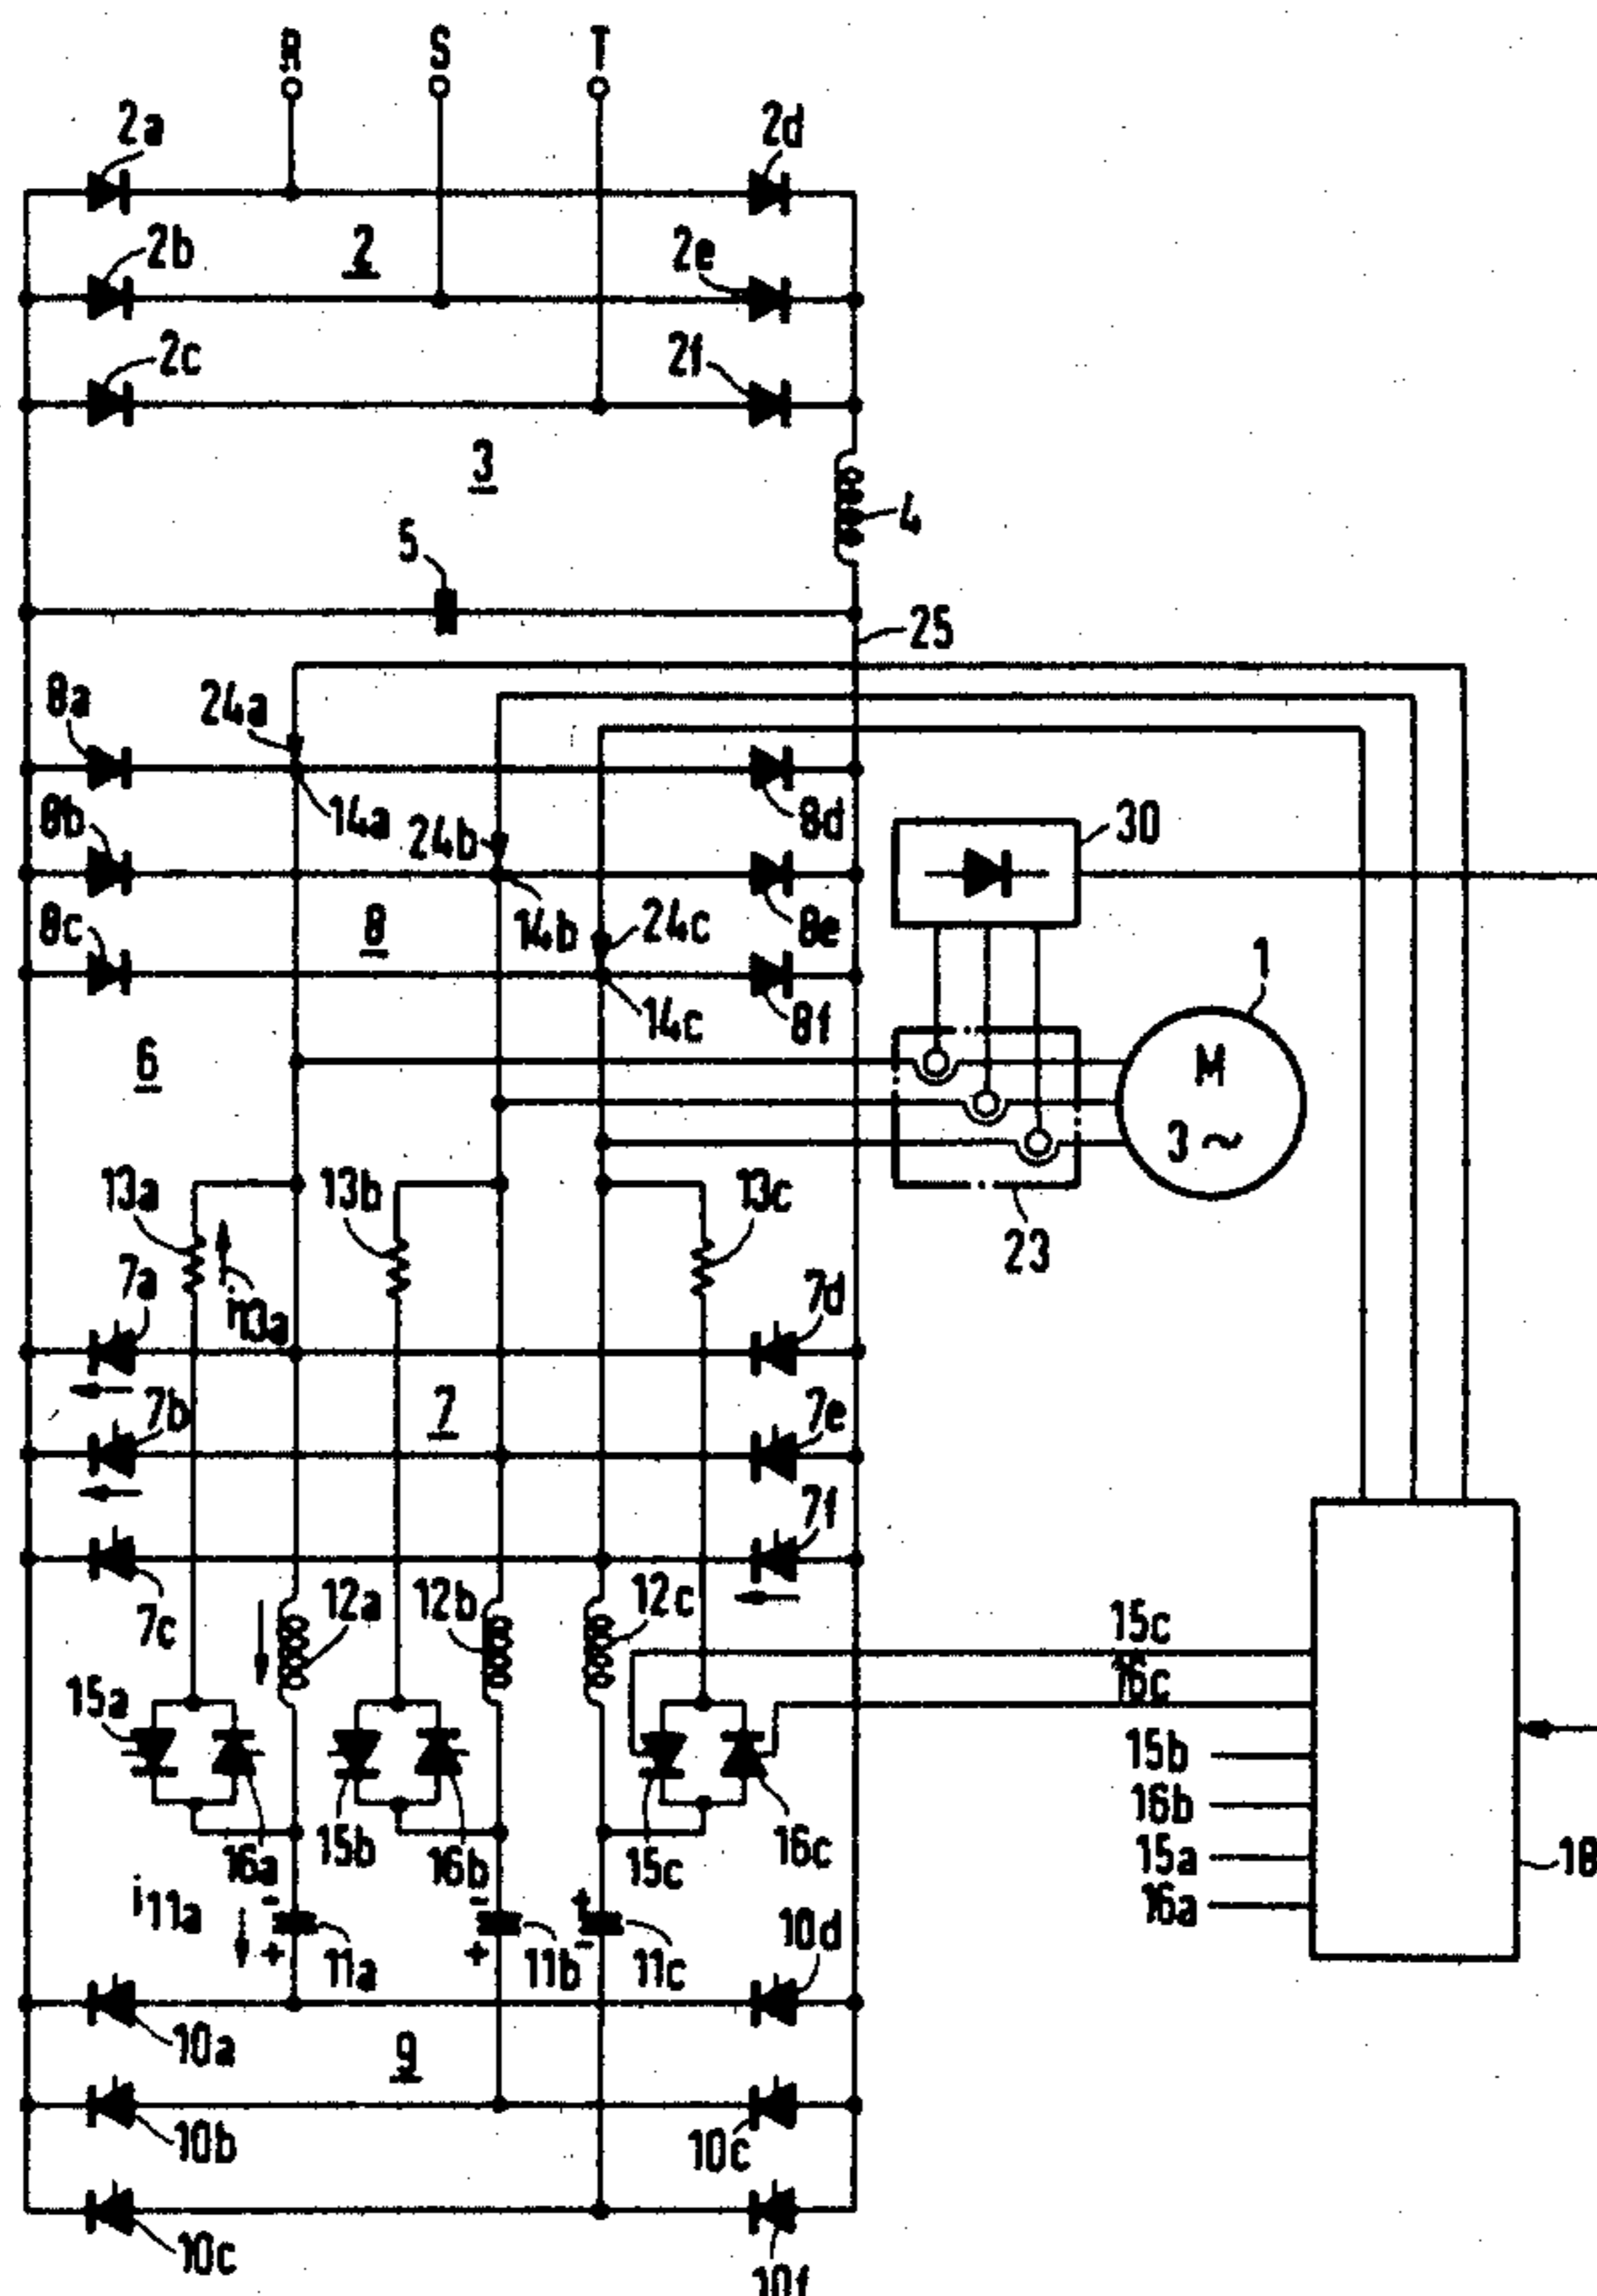 R S T
2a 2d
2b 2 2e
2c 2f
3
4
5
25
8a 24a
14a 8d
8b 24b 30
8c 8 14b 24c 8e
14c 8f
1
6
M
3~
13a 13b 13c
23
7a i13a 7d
7b 7 7e
7f
7c 12a 12b 12c
15c
16c
15a
15b
16b
16a 15b 16b 15c 16c
15a 18
16a
i11a - - +
+ 11a + 11b - 11c 10d
10a 9
10b 10c
10c 10f